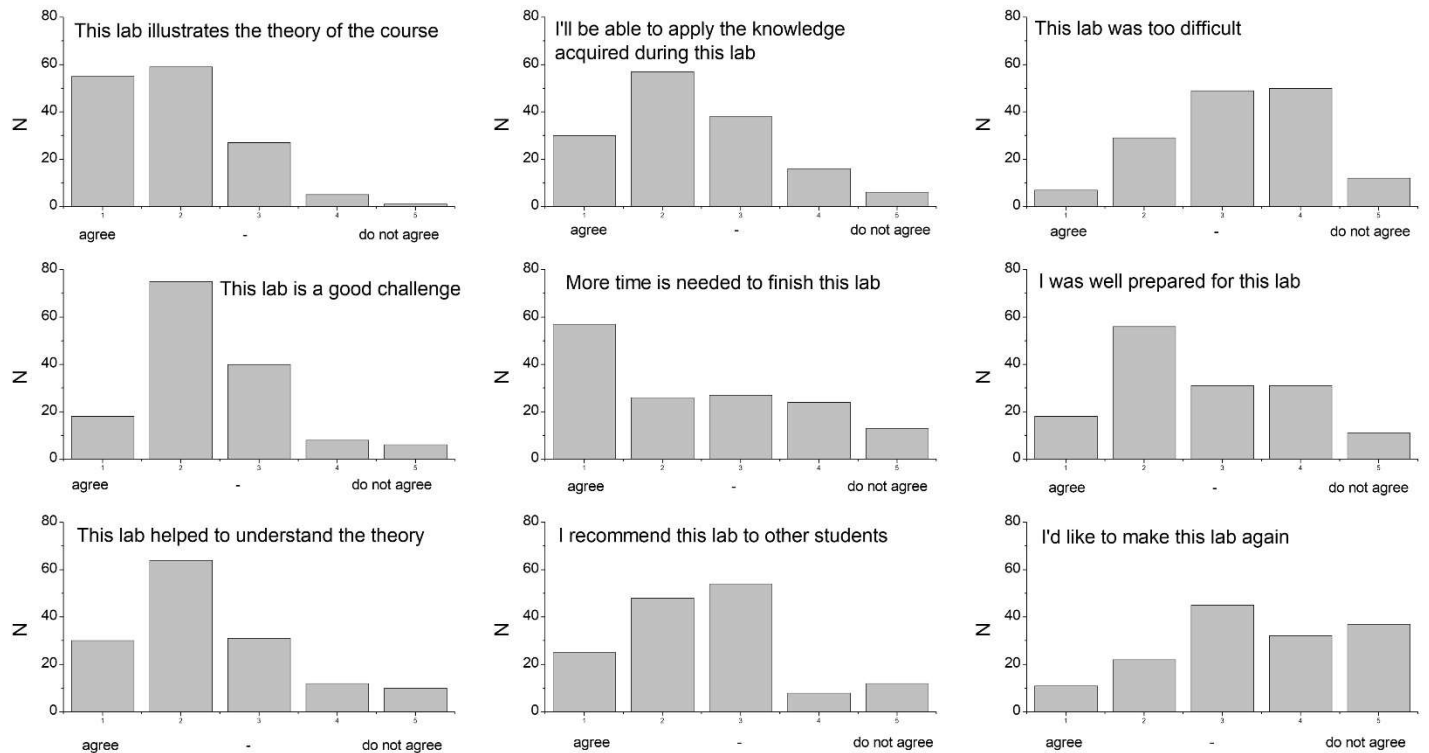 This lab illustrates the theory of the course
N
80
60
40
20
0
1 2 3 4 5
agree - do not agree
I'll be able to apply the knowledge
acquired during this lab
N
80
60
40
20
0
1 2 3 4 5
agree - do not agree
This lab was too difficult
N
80
60
40
20
0
1 2 3 4 5
agree - do not agree
This lab is a good challenge
N
80
60
40
20
0
1 2 3 4 5
agree - do not agree
More time is needed to finish this lab
N
80
60
40
20
0
1 2 3 4 5
agree - do not agree
I was well prepared for this lab
N
80
60
40
20
0
1 2 3 4 5
agree - do not agree
This lab helped to understand the theory
N
80
60
40
20
0
1 2 3 4 5
agree - do not agree
I recommend this lab to other students
N
80
60
40
20
0
1 2 3 4 5
agree - do not agree
I'd like to make this lab again
N
80
60
40
20
0
1 2 3 4 5
agree - do not agree